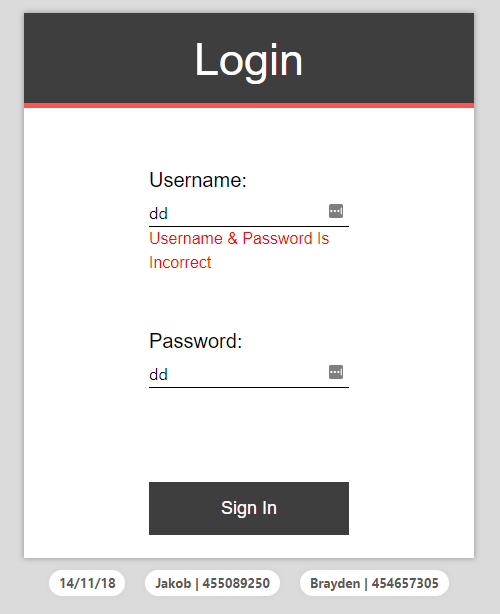 Login
Username:
dd
Username & Password Is
Incorrect
Password:
dd
Sign In
14/11/18
Jakob | 455089250
Brayden | 454657305